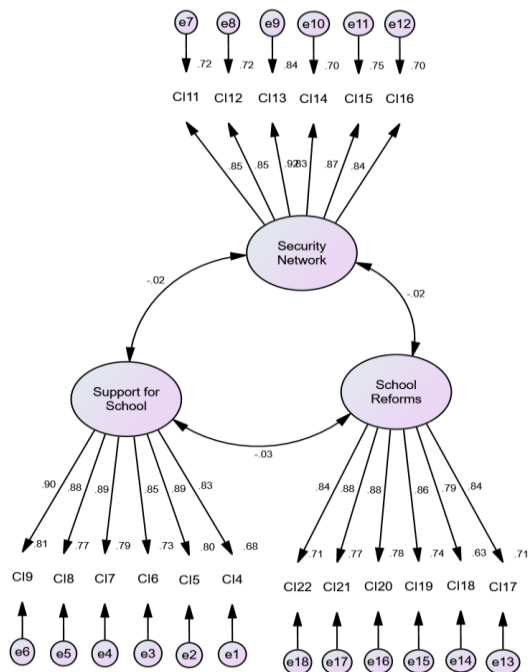 e7 e8 e9 e10 e11 e12
.72 .72 .84 .70 .75 .70
CI11 CI12 CI13 CI14 CI15 CI16
.85 .85 .92 .83 .87 .84
Security
Network
-.02 -.02
Support for
School
School
Reforms
-.03
.90 .88 .89 .85 .89 .83
.84 .88 .88 .86 .79 .84
.81 .77 .79 .73 .80 .68
.71 .77 .78 .74 .63 .71
CI9 CI8 CI7 CI6 CI5 CI4
CI22 CI21 CI20 CI19 CI18 CI17
e6 e5 e4 e3 e2 e1
e18 e17 e16 e15 e14 e13